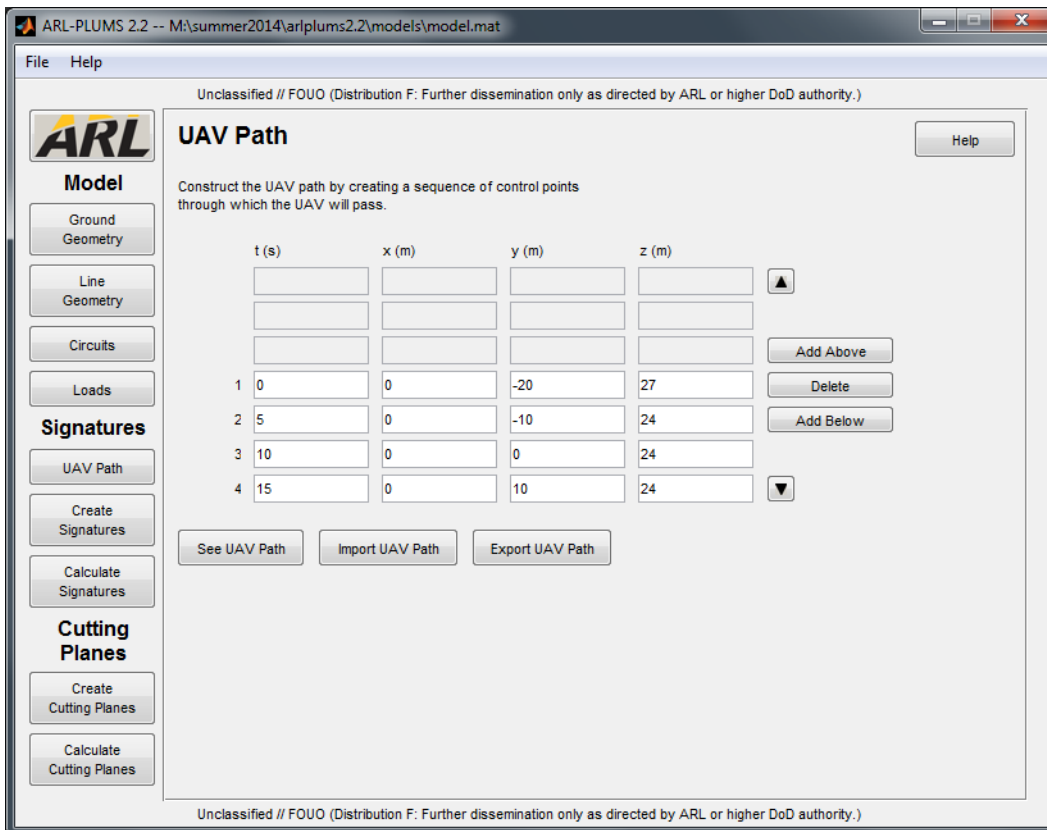 ARL-PLUMS 2.2 -- M:\summer2014\arlplums2.2\models\model.mat
File Help
Unclassified // FOUO (Distribution F: Further dissemination only as directed by ARL or higher DoD authority.)
ARL
Model
Ground
Geometry
Line
Geometry
Circuits
Loads
Signatures
UAV Path
Create
Signatures
Calculate
Signatures
Cutting
Planes
Create
Cutting Planes
Calculate
Cutting Planes
UAV Path
Help
Construct the UAV path by creating a sequence of control points
through which the UAV will pass.
t (s) x (m) y (m) z (m)
▲
Add Above
1 0 0 -20 27 Delete
2 5 0 -10 24 Add Below
3 10 0 0 24
4 15 0 10 24 ▼
See UAV Path Import UAV Path Export UAV Path
Unclassified // FOUO (Distribution F: Further dissemination only as directed by ARL or higher DoD authority.)